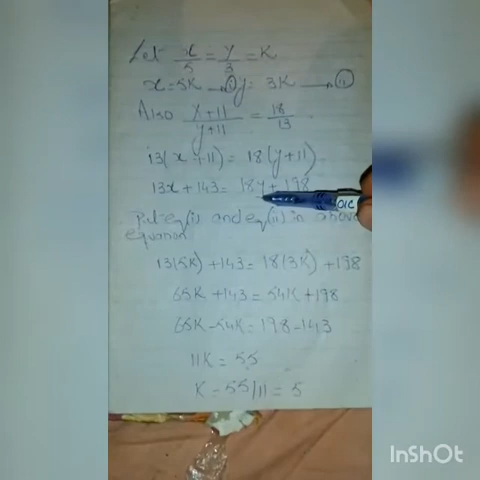 Let x/5 = y/3 = K
x = 5K → (i) y = 3K → (ii)
Also x+11/y+11 = 18/13
13(x+11) = 18(y+11)
13x + 143 = 18y + 198
OIC
Put eq(i) and eq(ii) in above
equation
13(5K) + 143 = 18(3K) + 198
65K + 143 = 54K + 198
65K - 54K = 198 - 143
11K = 55
K = 55/11 = 5
InShOt